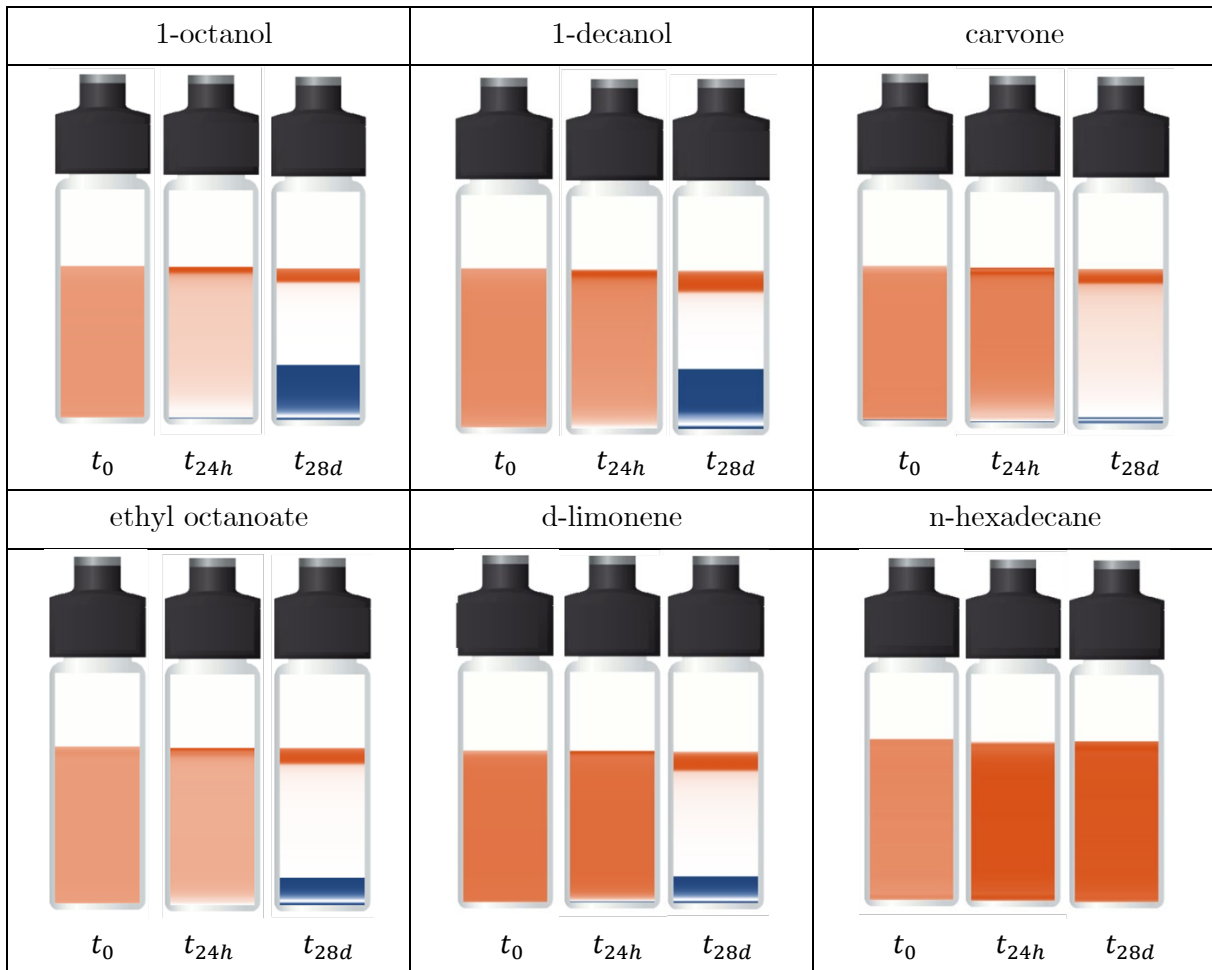 1-octanol
1-decanol
carvone
t0 t24h t28d
t0 t24h t28d
t0 t24h t28d
ethyl octanoate
d-limonene
n-hexadecane
t0 t24h t28d
t0 t24h t28d
t0 t24h t28d